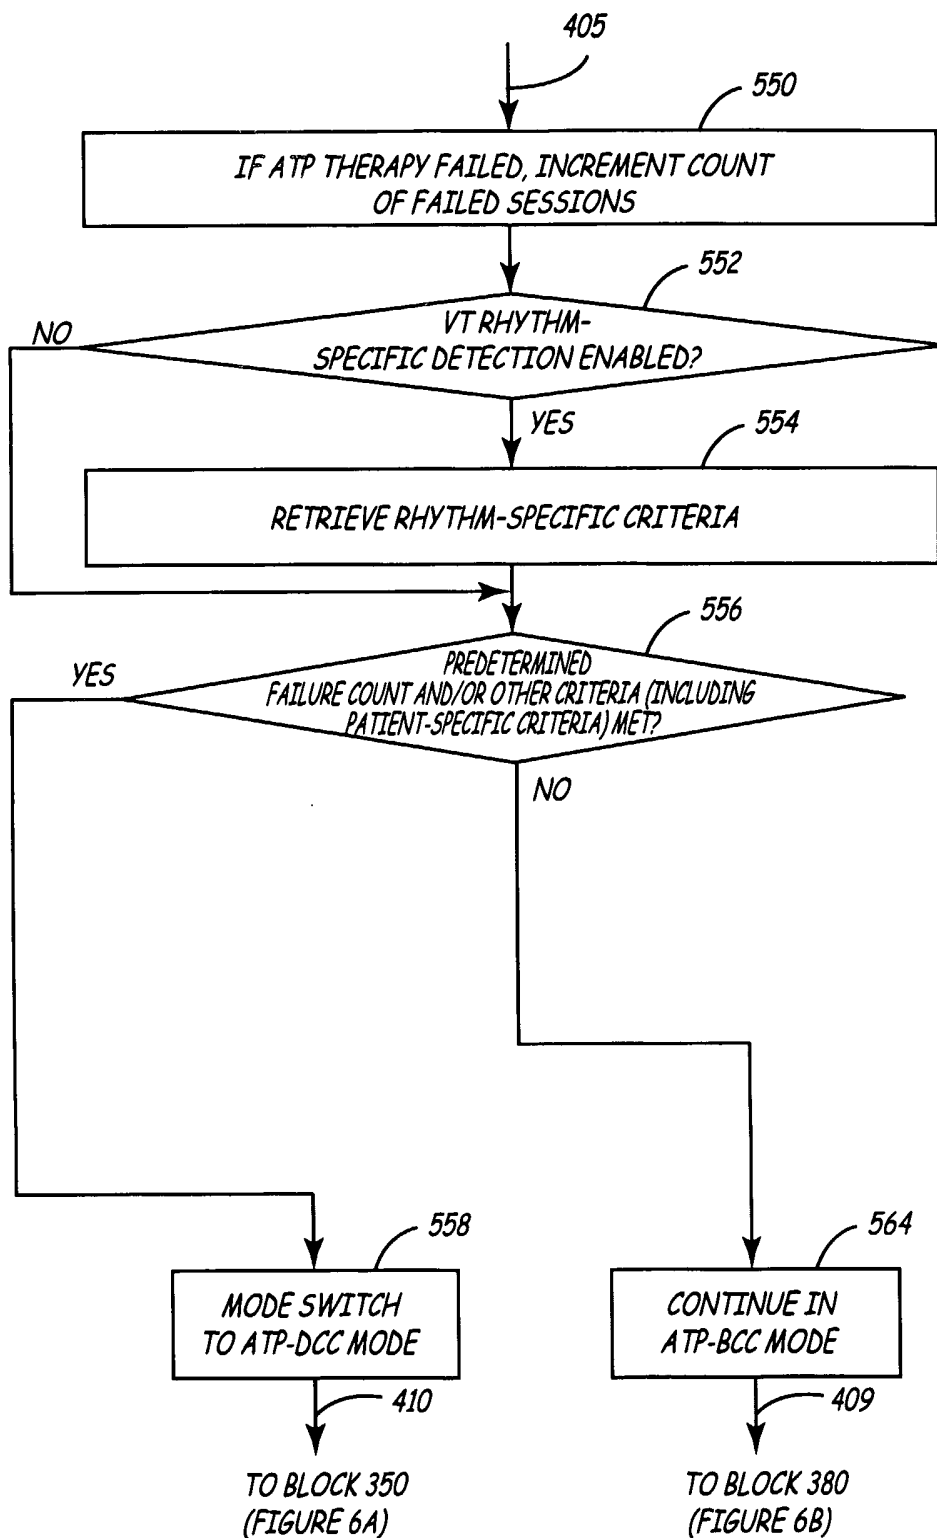 405
550
IF ATP THERAPY FAILED, INCREMENT COUNT
OF FAILED SESSIONS
552
NO
VT RHYTHM-
SPECIFIC DETECTION ENABLED?
YES
554
RETRIEVE RHYTHM-SPECIFIC CRITERIA
556
YES
PREDETERMINED
FAILURE COUNT AND/OR OTHER CRITERIA (INCLUDING
PATIENT-SPECIFIC CRITERIA) MET?
NO
558
MODE SWITCH
TO ATP-DCC MODE
410
TO BLOCK 350
(FIGURE 6A)
564
CONTINUE IN
ATP-BCC MODE
409
TO BLOCK 380
(FIGURE 6B)